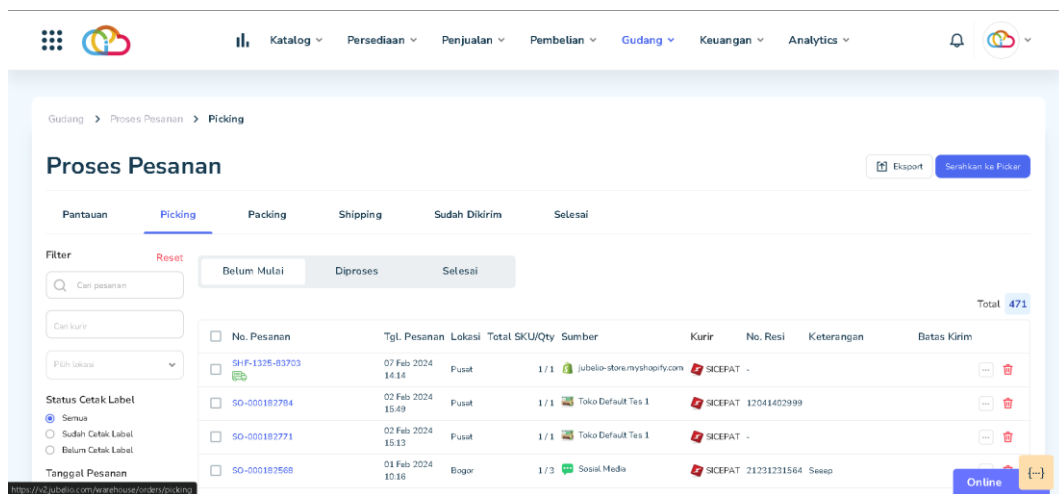 Katalog Persediaan Penjualan Pembelian Gudang Keuangan Analytics
Gudang > Proses Pesanan > Picking
Proses Pesanan
Eksport
Serahkan ke Picker
Pantauan Picking Packing Shipping Sudah Dikirim Selesai
Filter
Reset
Belum Mulai Diproses Selesai
Cari pesanan
Total 471
Cari kurir
No. Pesanan Tgl. Pesanan Lokasi Total SKU/Qty Sumber Kurir No. Resi Keterangan Batas Kirim
Pilih lokasi
SHF-1325-83703 07 Feb 2024 14:14 Pusat 1/1 jubelio-store.myshopify.com SICEPAT -
Status Cetak Label
SO-000182784 02 Feb 2024 15:49 Pusat 1/1 Toko Default Tes 1 SICEPAT 12041402999
Semua
Sudah Cetak Label
SO-000182771 02 Feb 2024 15:13 Pusat 1/1 Toko Default Tes 1 SICEPAT -
Belum Cetak Label
Tanggal Pesanan
SO-000182568 01 Feb 2024 10:16 Bogor 1/3 Sosial Media SICEPAT 21231231564 Seeep
Online
{...}
https://v2.jubelio.com/warehouse/orders/picking